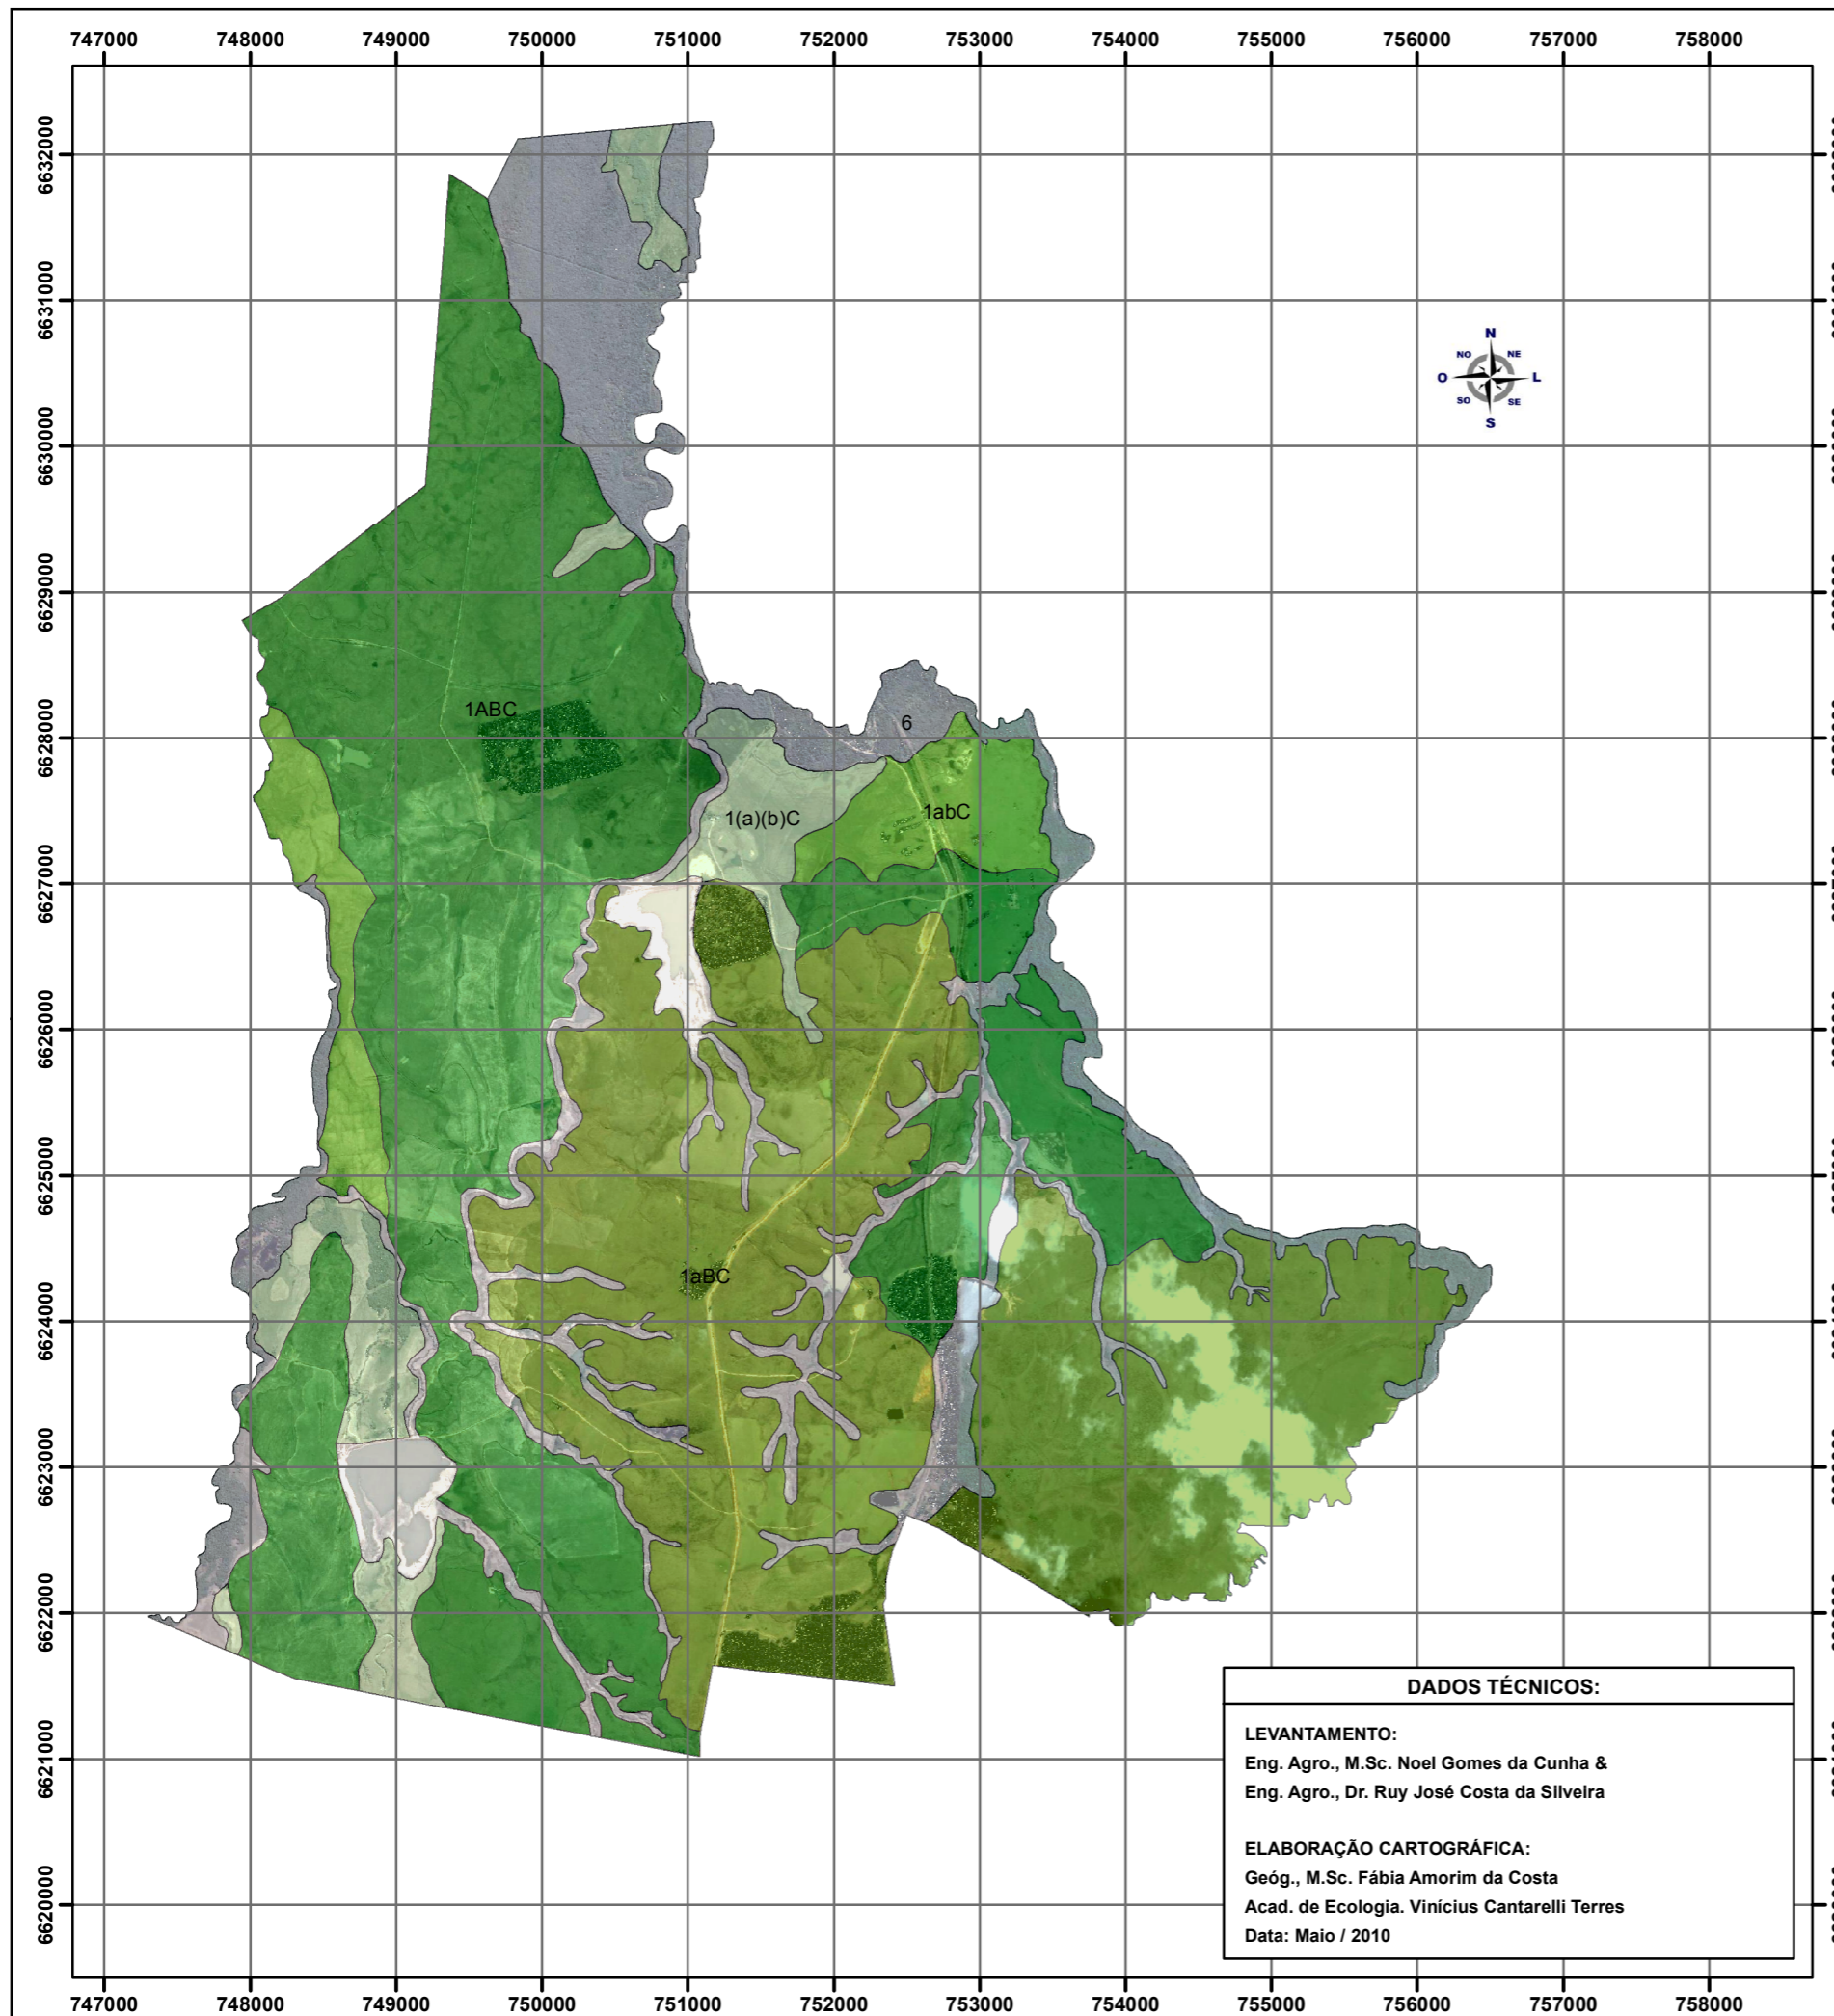 747000 748000 749000 750000 751000 752000 753000 754000 755000 756000 757000 758000
6632000
6631000
N
NO NE
O L
SO SE
S
6630000
6629000
1ABC
6
6628000
1(a)(b)C
1abC
6627000
6626000
6625000
1aBC
6624000
6623000
6622000
6621000
6620000
DADOS TÉCNICOS:
LEVANTAMENTO:
Eng. Agro., M.Sc. Noel Gomes da Cunha &
Eng. Agro., Dr. Ruy José Costa da Silveira
ELABORAÇÃO CARTOGRÁFICA:
Geóg., M.Sc. Fábia Amorim da Costa
Acad. de Ecologia. Vinícius Cantarelli Terres
Data: Maio / 2010
747000 748000 749000 750000 751000 752000 753000 754000 755000 756000 757000 758000